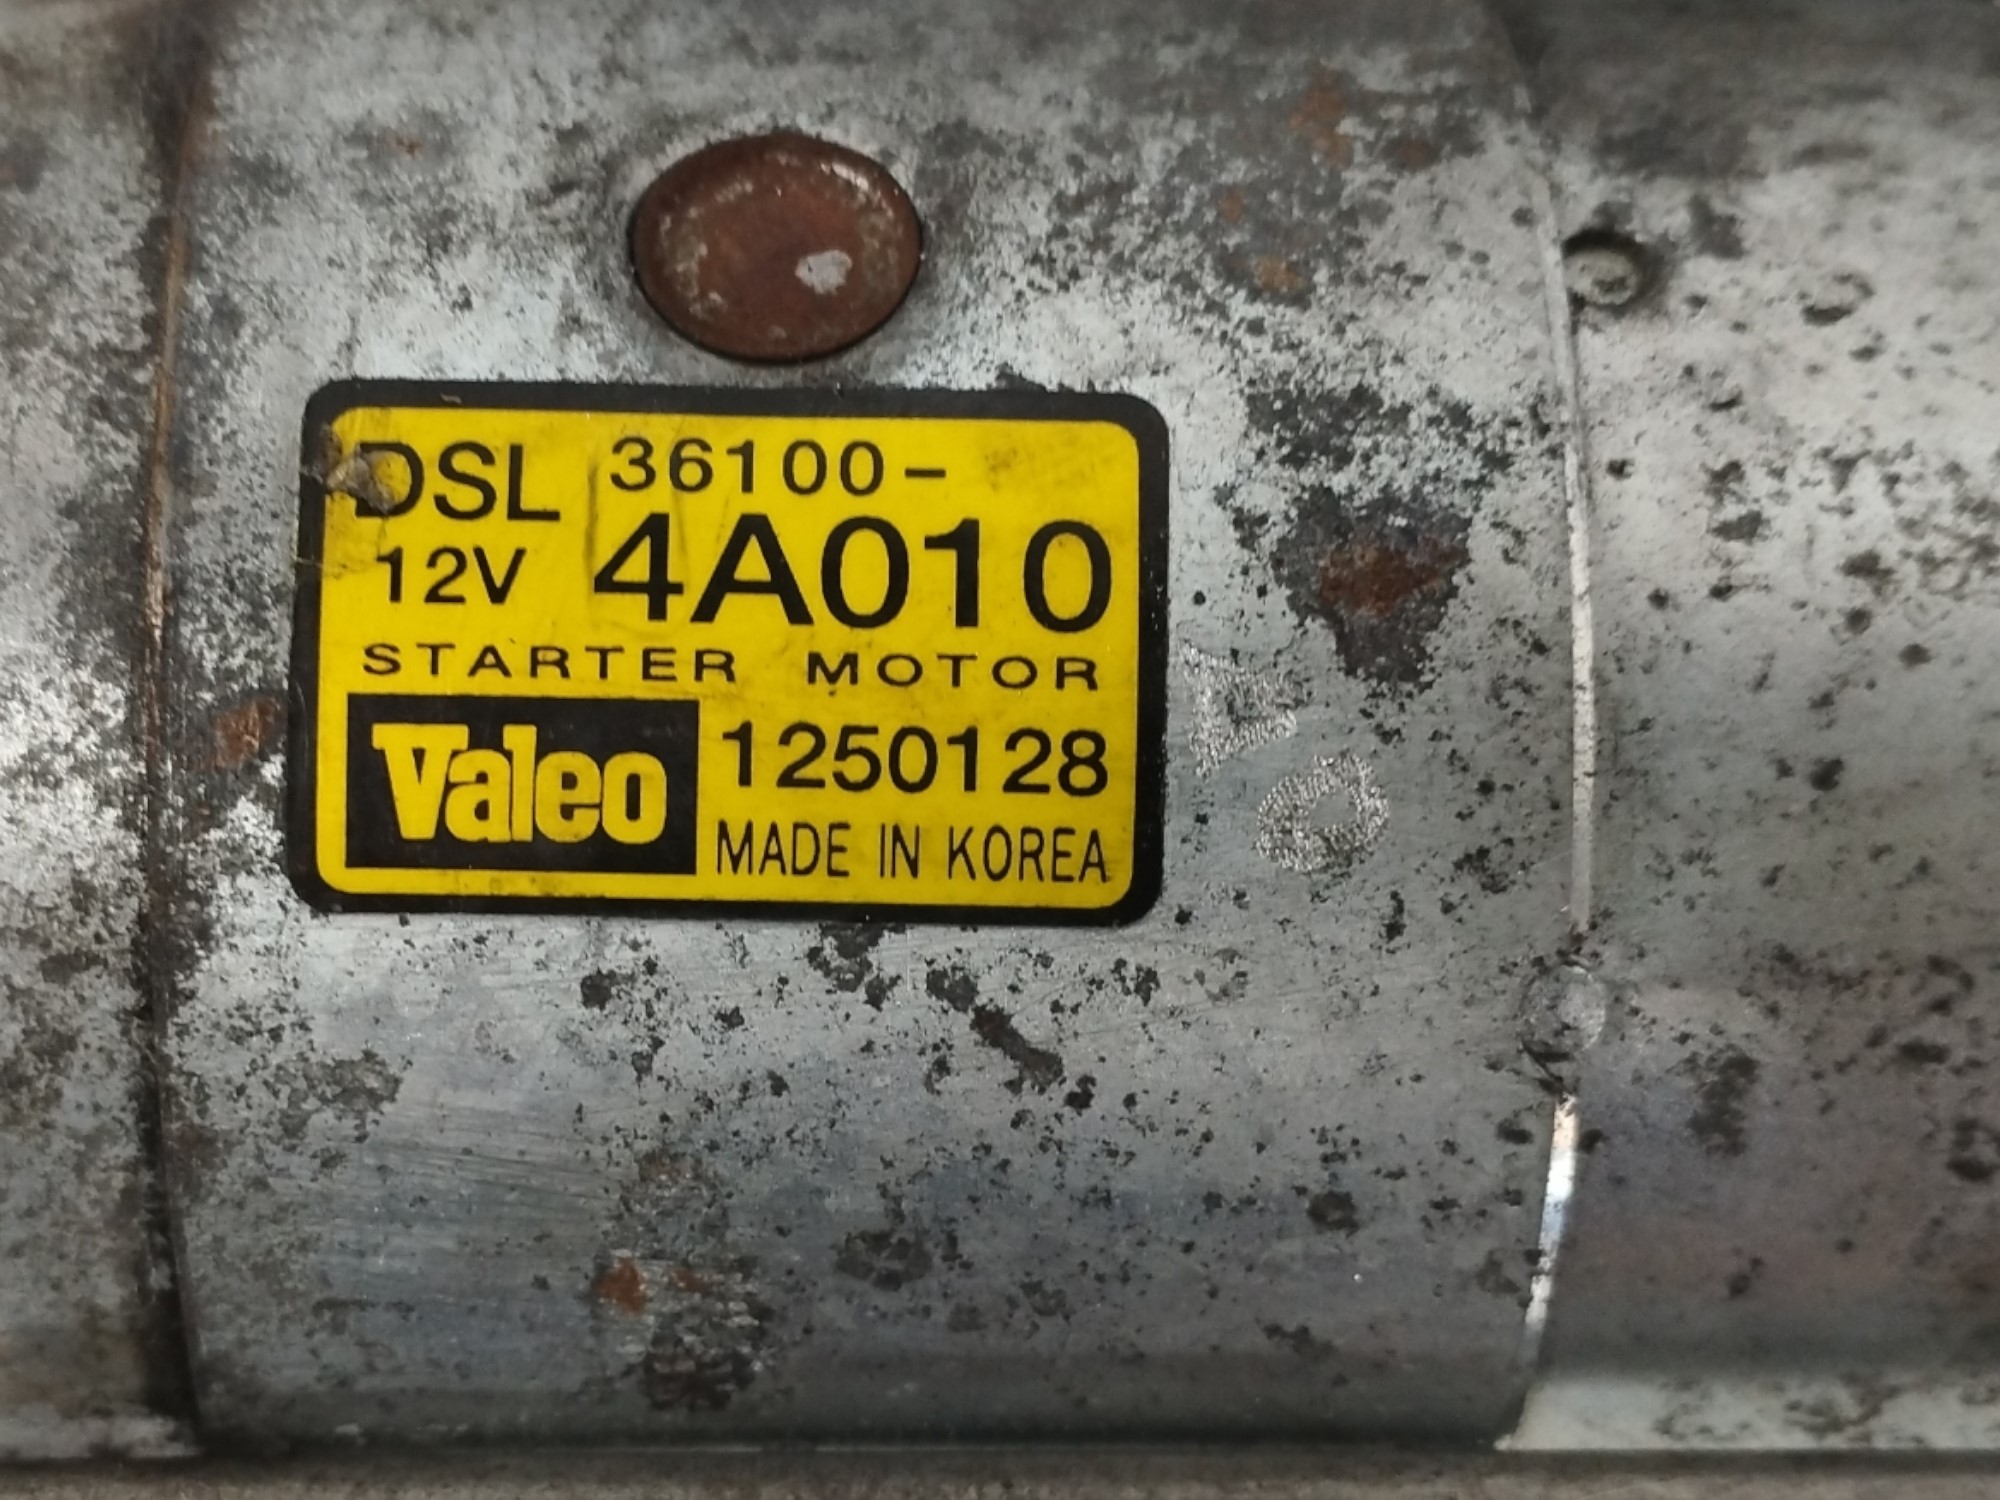 DSL 36100-
12V 4A010
STARTER MOTOR
Valeo 1250128
MADE IN KOREA
A
O